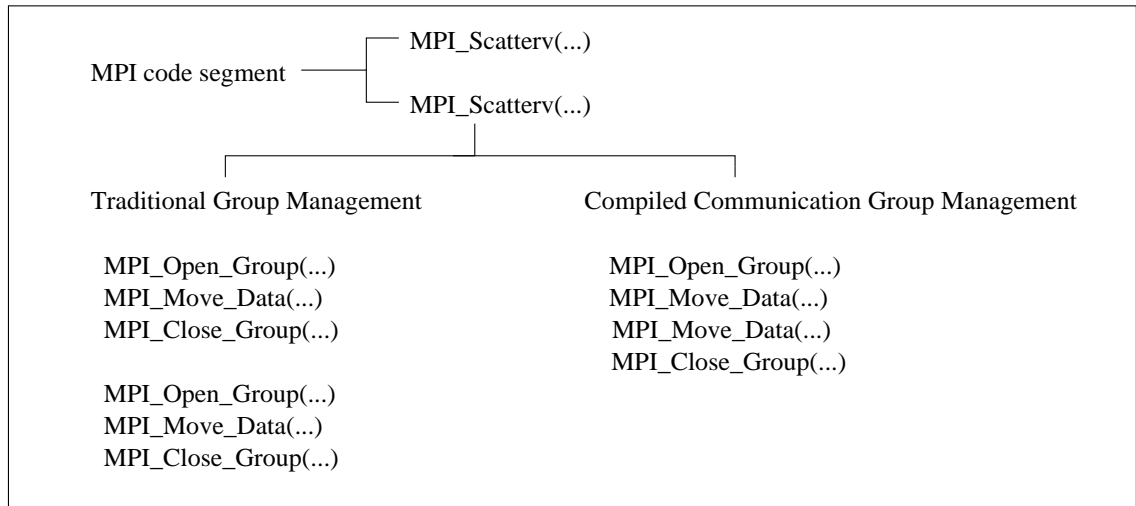 MPI_Scatterv(...)
MPI code segment
MPI_Scatterv(...)
Traditional Group Management
MPI_Open_Group(...)
MPI_Move_Data(...)
MPI_Close_Group(...)
MPI_Open_Group(...)
MPI_Move_Data(...)
MPI_Close_Group(...)
Compiled Communication Group Management
MPI_Open_Group(...)
MPI_Move_Data(...)
MPI_Move_Data(...)
MPI_Close_Group(...)